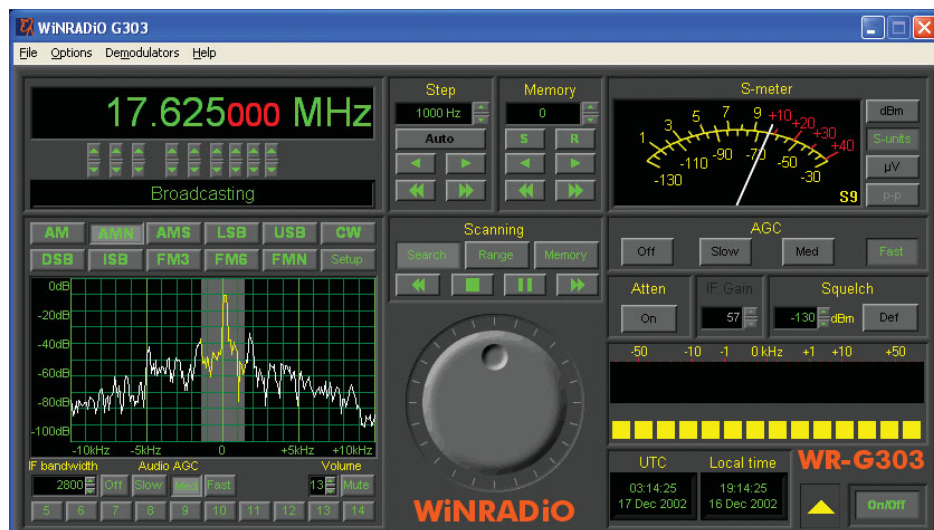 WiNRADiO G303
File Options Demodulators Help
17.625000 MHz
Broadcasting
Step
1000 Hz
Auto
Memory
0
S R
S-meter
1 3 5 7 9 +10 +20 +30 +40
-130 -110 -90 -70 -50 -30
S9
dBm
S-units
µV
p-p
AM AMN AMS LSB USB CW
DSB ISB FM3 FM6 FMN Setup
Scanning
Search Range Memory
AGC
Off Slow Med Fast
Atten
On
IF Gain
57
Squelch
-130 dBm Def
0dB
-20dB
-40dB
-60dB
-80dB
-100dB
-10kHz -5kHz 0 +5kHz +10kHz
-50 -10 -1 0 kHz +1 +10 +50
IF bandwidth Audio AGC Volume
2800 Off Slow Med Fast 13 Mute
5 6 7 8 9 10 11 12 13 14
WiNRADiO
UTC
03:14:25
17 Dec 2002
Local time
19:14:25
16 Dec 2002
WR-G303
On/Off